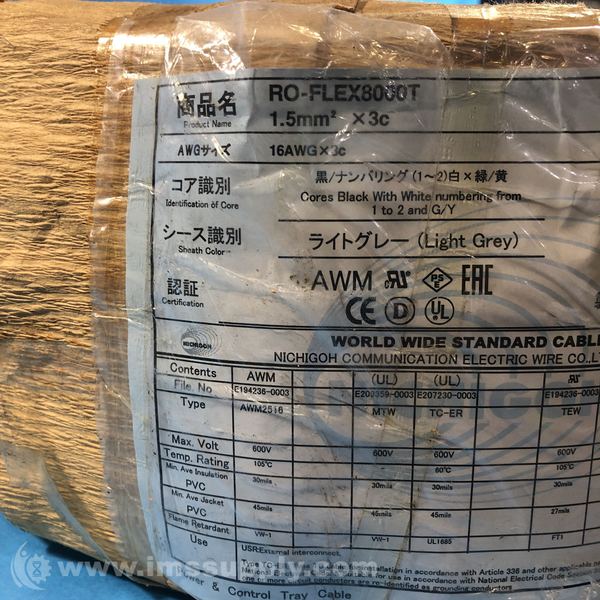 商品名 RO-FLEX8000T
Product Name 1.5mm² ×3c
AWGサイズ 16AWG×3c
コア識別 黒/ナンバリング(1~2)白×緑/黄
Identification of Core Cores Black With White numbering from
1 to 2 and G/Y
シース識別 ライトグレー (Light Grey)
Sheath Color
認証 AWM PS E EAC
Certification CE D UL
NICHIGOH WORLD WIDE STANDARD CABL
NICHIGOH COMMUNICATION ELECTRIC WIRE CO.,L
Contents AWM (UL) (UL)
File. No E194236-0003 E209359-0003 E207230-0003 E194236-0003
Type AWM2516 MTW TC-ER TEW
Max. Volt 600V 600V 600V 600V
Temp. Rating 105℃ 60℃ 105℃
Min. Ave Insulation 30mils 30mils 30mils 30mils
PVC
Min. Ave Jacket 45mils 45mils 45mils 27mils
PVC
Flame Retardant VW-1 VW-1 UL1685 FT1
Use USR:External interconnect.
installation in accordance with Article 336 and other applicable
for use in accordance with National Electrical Code
one or more circuit conductors are re-identified as grounding conductors.
& Control Tray Cable
www.imssupply.com